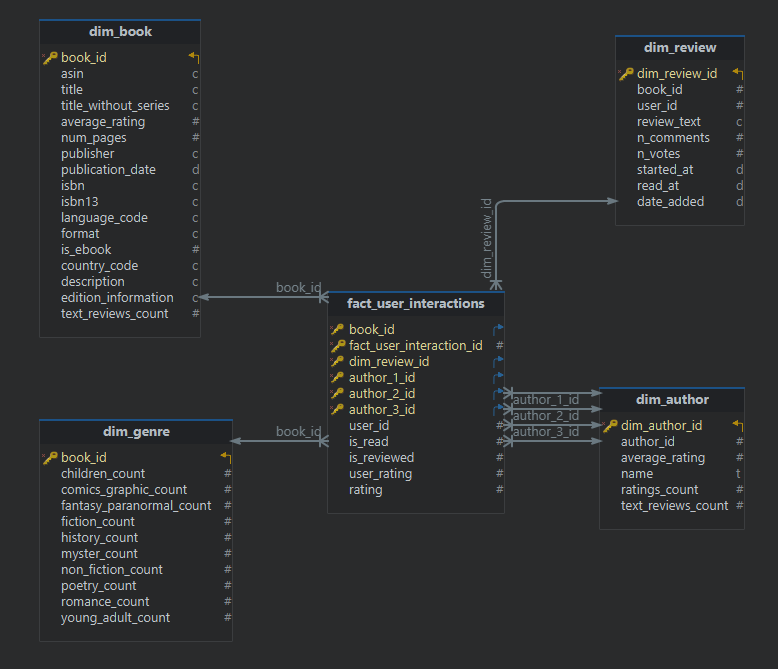 dim_book
book_id
asin c
title c
title_without_series c
average_rating #
num_pages #
publisher c
publication_date d
isbn c
isbn13 c
language_code c
format c
is_ebook #
country_code c
description c
edition_information c
text_reviews_count #
dim_review
dim_review_id
book_id #
user_id #
review_text c
n_comments #
n_votes #
started_at d
read_at d
date_added d
dim_review_id
book_id
fact_user_interactions
book_id
fact_user_interaction_id #
dim_review_id
author_1_id
author_2_id
author_3_id
user_id #
is_read #
is_reviewed #
user_rating #
rating #
author_1_id
author_2_id
author_3_id
dim_author
dim_author_id
author_id #
average_rating #
name t
ratings_count #
text_reviews_count #
book_id
dim_genre
book_id
children_count #
comics_graphic_count #
fantasy_paranormal_count #
fiction_count #
history_count #
myster_count #
non_fiction_count #
poetry_count #
romance_count #
young_adult_count #